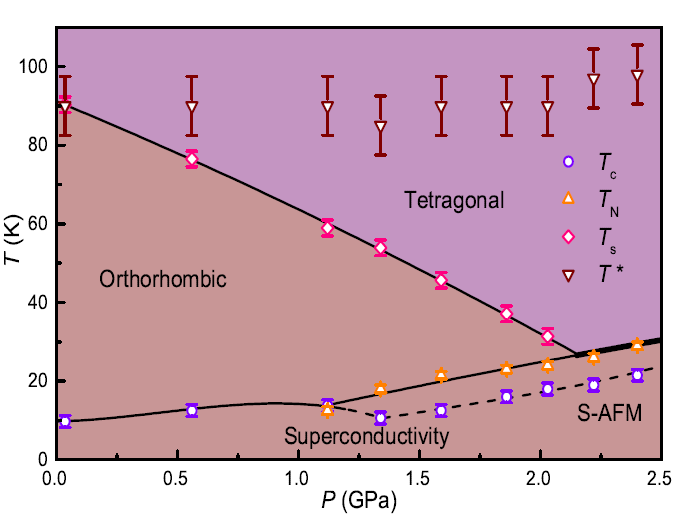 100
80
60
40
20
0
T (K)
Tetragonal
Orthorhombic
Superconductivity
S-AFM
Tc
TN
Ts
T*
0.0 0.5 1.0 1.5 2.0 2.5
P (GPa)